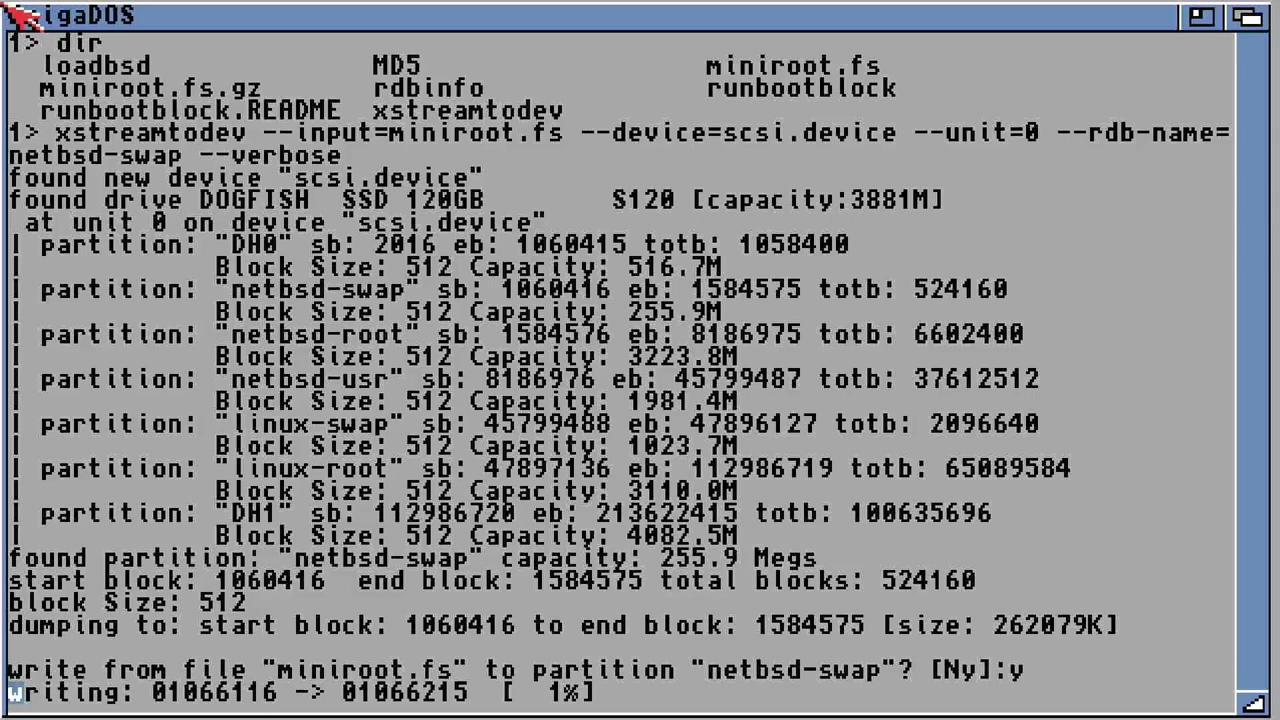 igaDOS
1> dir
loadbsd MD5 miniroot.fs
miniroot.fs.gz rdbinfo runbootblock
runbootblock.README xstreamtodev
1> xstreamtodev --input=miniroot.fs --device=scsi.device --unit=0 --rdb-name=
netbsd-swap --verbose
found new device "scsi.device"
found drive DOGFISH SSD 120GB S120 [capacity:3881M]
at unit 0 on device "scsi.device"
| partition: "DH0" sb: 2016 eb: 1060415 totb: 1058400
| Block Size: 512 Capacity: 516.7M
| partition: "netbsd-swap" sb: 1060416 eb: 1584575 totb: 524160
| Block Size: 512 Capacity: 255.9M
| partition: "netbsd-root" sb: 1584576 eb: 8186975 totb: 6602400
| Block Size: 512 Capacity: 3223.8M
| partition: "netbsd-usr" sb: 8186976 eb: 45799487 totb: 37612512
| Block Size: 512 Capacity: 1981.4M
| partition: "linux-swap" sb: 45799488 eb: 47896127 totb: 2096640
| Block Size: 512 Capacity: 1023.7M
| partition: "linux-root" sb: 47897136 eb: 112986719 totb: 65089584
| Block Size: 512 Capacity: 3110.0M
| partition: "DH1" sb: 112986720 eb: 213622415 totb: 100635696
| Block Size: 512 Capacity: 4082.5M
found partition: "netbsd-swap" capacity: 255.9 Megs
start block: 1060416 end block: 1584575 total blocks: 524160
block Size: 512
dumping to: start block: 1060416 to end block: 1584575 [size: 262079K]
write from file "miniroot.fs" to partition "netbsd-swap"? [Ny]:y
writing: 01066116 -> 01066215 [ 1%]